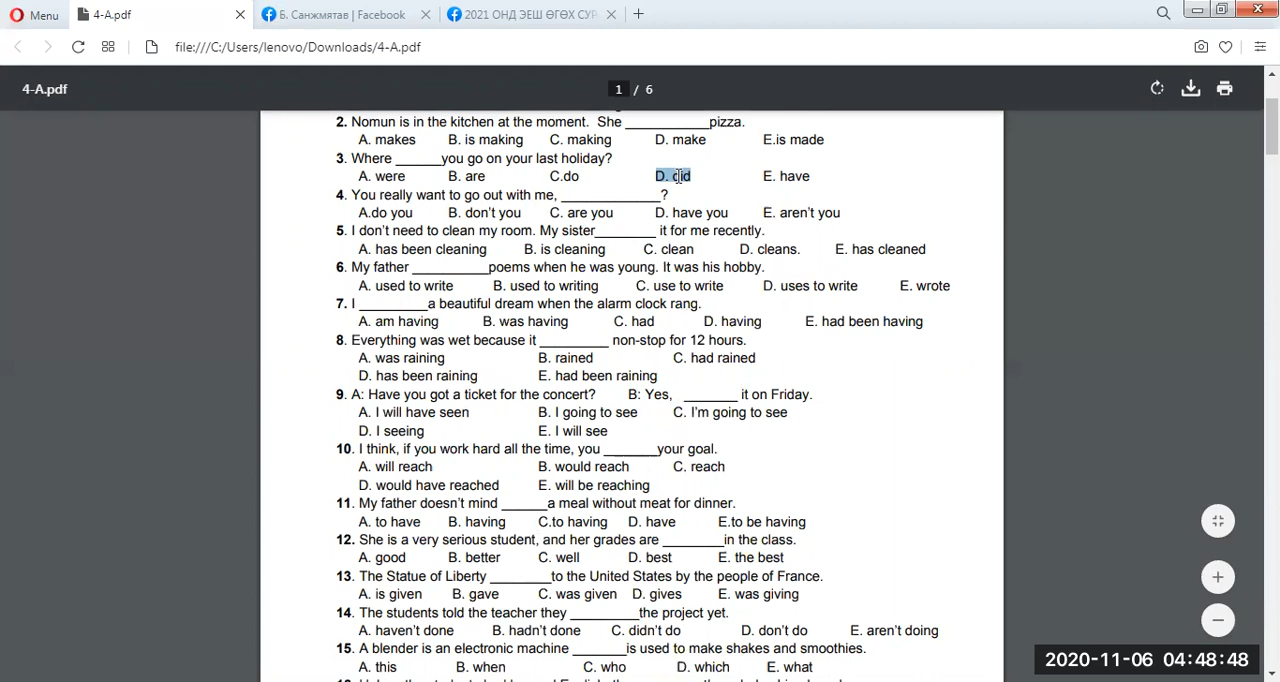 Menu
4-A.pdf
Б. Санжмятав | Facebook
2021 ОНД ЭЕШ ӨГӨХ СУР
file:///C:/Users/lenovo/Downloads/4-A.pdf
4-A.pdf
1 / 6
2. Nomun is in the kitchen at the moment. She ___________pizza.
A. makes B. is making C. making D. make E.is made
3. Where ______you go on your last holiday?
A. were B. are C.do D. did E. have
4. You really want to go out with me, _____________?
A.do you B. don’t you C. are you D. have you E. aren’t you
5. I don’t need to clean my room. My sister________ it for me recently.
A. has been cleaning B. is cleaning C. clean D. cleans. E. has cleaned
6. My father __________poems when he was young. It was his hobby.
A. used to write B. used to writing C. use to write D. uses to write E. wrote
7. I _________a beautiful dream when the alarm clock rang.
A. am having B. was having C. had D. having E. had been having
8. Everything was wet because it _________ non-stop for 12 hours.
A. was raining B. rained C. had rained
D. has been raining E. had been raining
9. A: Have you got a ticket for the concert? B: Yes, _______ it on Friday.
A. I will have seen B. I going to see C. I’m going to see
D. I seeing E. I will see
10. I think, if you work hard all the time, you _______your goal.
A. will reach B. would reach C. reach
D. would have reached E. will be reaching
11. My father doesn’t mind ______a meal without meat for dinner.
A. to have B. having C.to having D. have E.to be having
12. She is a very serious student, and her grades are ________in the class.
A. good B. better C. well D. best E. the best
13. The Statue of Liberty ________to the United States by the people of France.
A. is given B. gave C. was given D. gives E. was giving
14. The students told the teacher they _________the project yet.
A. haven’t done B. hadn’t done C. didn’t do D. don’t do E. aren’t doing
15. A blender is an electronic machine _______is used to make shakes and smoothies.
A. this B. when C. who D. which E. what
2020-11-06 04:48:48